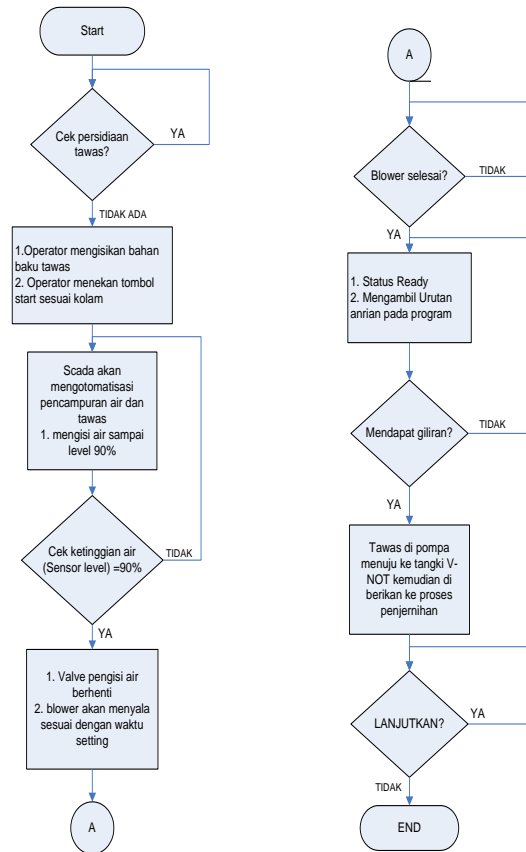 Start
Cek persidiaan
tawas?
YA
TIDAK ADA
1.Operator mengisikan bahan
baku tawas
2. Operator menekan tombol
start sesuai kolam
Scada akan
mengotomatisasi
pencampuran air dan
tawas
1. mengisi air sampai
level 90%
Cek ketinggian air
(Sensor level) =90%
TIDAK
YA
1. Valve pengisi air
berhenti
2. blower akan menyala
sesuai dengan waktu
setting
A
A
Blower selesai?
TIDAK
YA
1. Status Ready
2. Mengambil Urutan
anrian pada program
Mendapat giliran?
TIDAK
YA
Tawas di pompa
menuju ke tangki V-
NOT kemudian di
berikan ke proses
penjernihan
LANJUTKAN?
YA
TIDAK
END